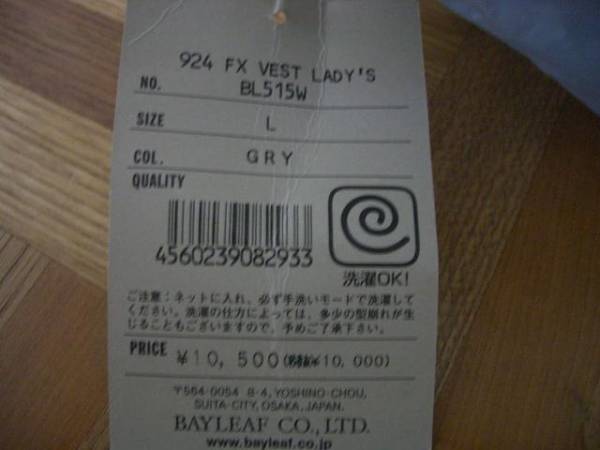 924 FX VEST LADY'S
NO. BL515W
SIZE L
COL. GRY
QUALITY
4560239082933
洗濯OK!
ご注意:ネットに入れ、必ず手洗いモードで洗濯して
ください。洗濯の仕方によっては、多少の型崩れが生
じることもございますので、予めご了承下さい。
PRICE ¥10,500(税抜¥10,000)
〒564-0054 8-4, YOSHINO-CHOU,
SUITA-CITY, OSAKA, JAPAN.
BAYLEAF CO., LTD.
www.bayleaf.co.jp